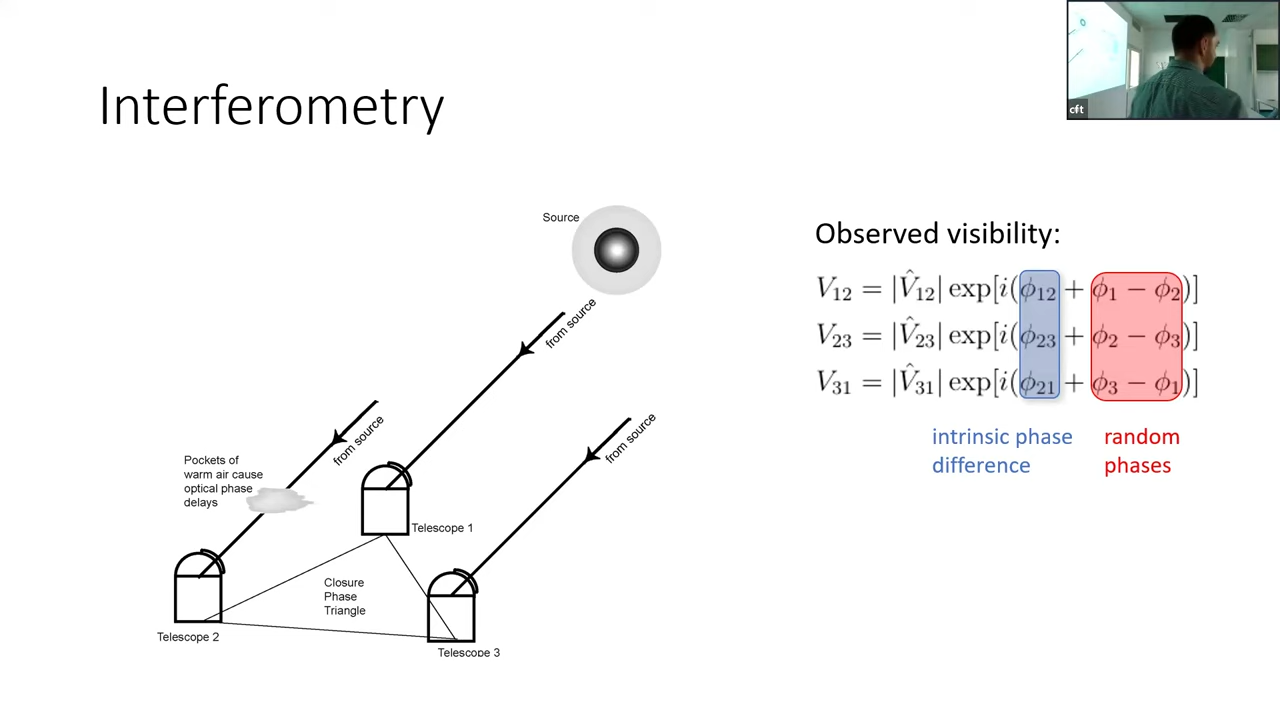 cft
Interferometry
Source
from source
from source
from source
Pockets of
warm air cause
optical phase
delays
Telescope 1
Closure
Phase
Triangle
Telescope 2
Telescope 3
Observed visibility:
V₁₂ = |V̂₁₂| exp[i(ϕ₁₂ + ϕ₁ − ϕ₂)]
V₂₃ = |V̂₂₃| exp[i(ϕ₂₃ + ϕ₂ − ϕ₃)]
V₃₁ = |V̂₃₁| exp[i(ϕ₂₁ + ϕ₃ − ϕ₁)]
intrinsic phase
difference
random
phases